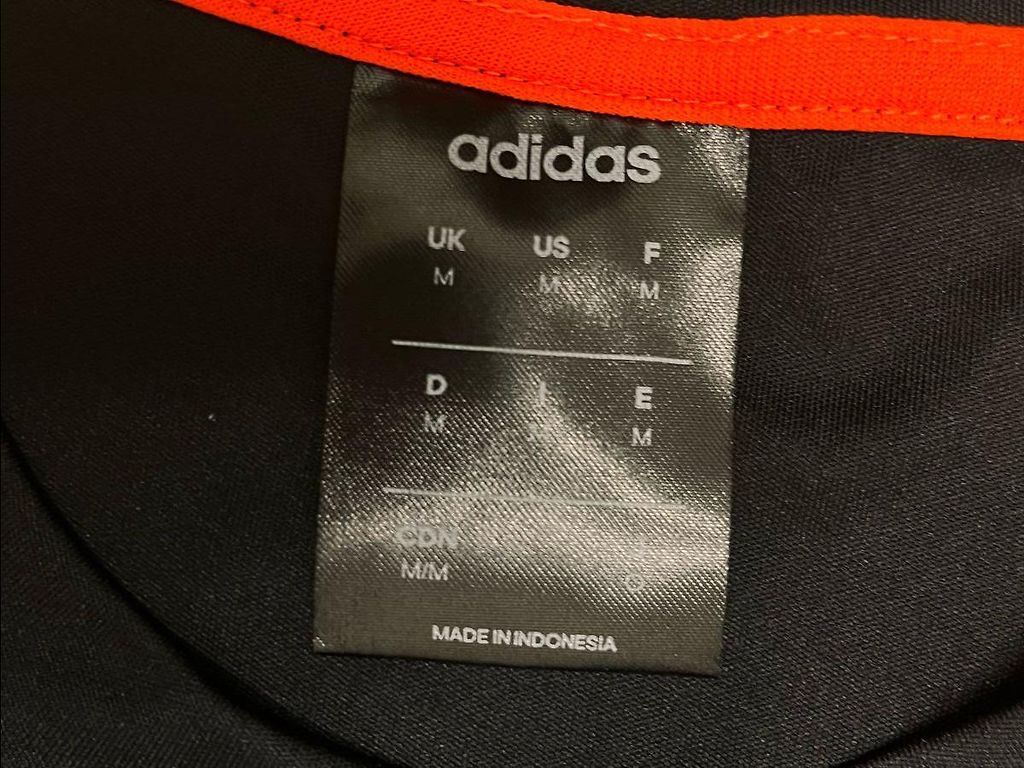 adidas
UK US F
M M M
D I E
M M M
CDN J
M/M O
MADE IN INDONESIA